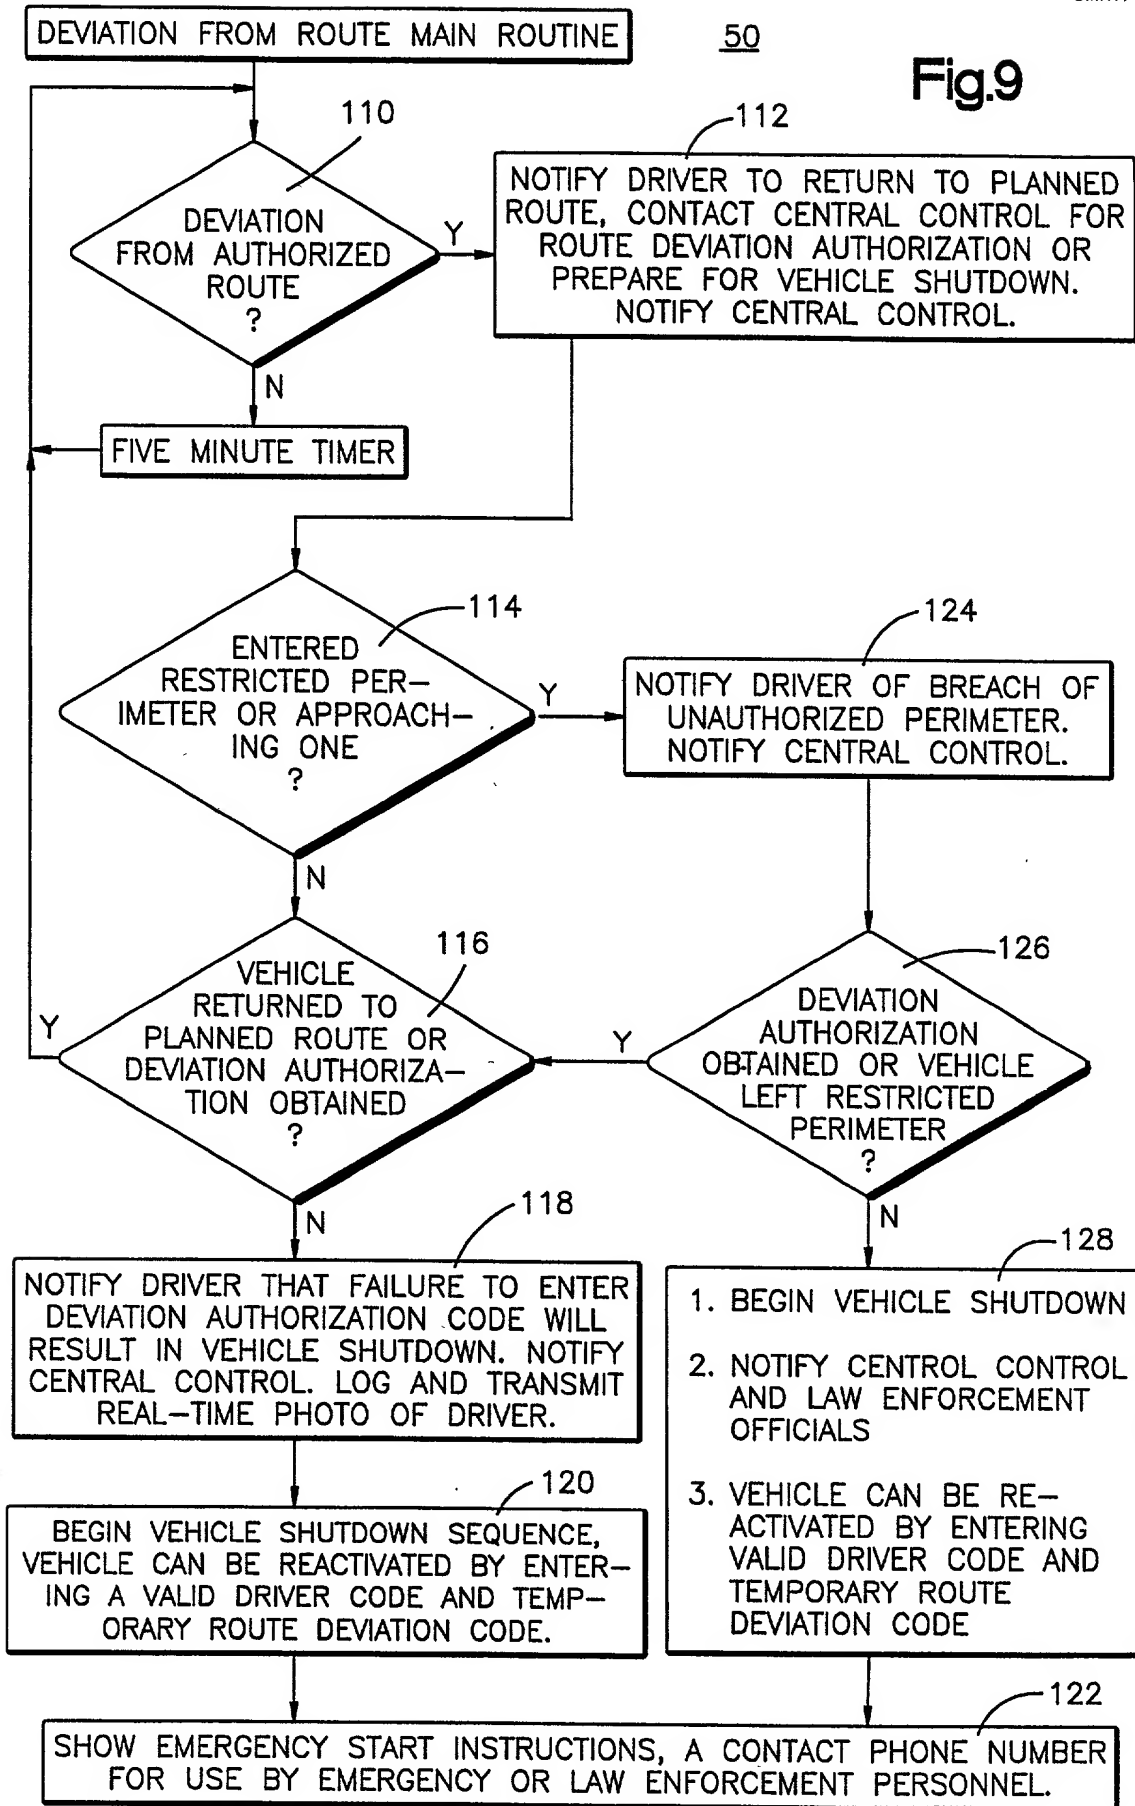 DEVIATION FROM ROUTE MAIN ROUTINE
50
Fig.9
110
DEVIATION
FROM AUTHORIZED
ROUTE
?
Y
N
112
NOTIFY DRIVER TO RETURN TO PLANNED
ROUTE, CONTACT CENTRAL CONTROL FOR
ROUTE DEVIATION AUTHORIZATION OR
PREPARE FOR VEHICLE SHUTDOWN.
NOTIFY CENTRAL CONTROL.
FIVE MINUTE TIMER
114
ENTERED
RESTRICTED PER-
IMETER OR APPROACH-
ING ONE
?
Y
N
124
NOTIFY DRIVER OF BREACH OF
UNAUTHORIZED PERIMETER.
NOTIFY CENTRAL CONTROL.
116
VEHICLE
RETURNED TO
PLANNED ROUTE OR
DEVIATION AUTHORIZA-
TION OBTAINED
?
Y
N
126
DEVIATION
AUTHORIZATION
OBTAINED OR VEHICLE
LEFT RESTRICTED
PERIMETER
?
Y
N
118
NOTIFY DRIVER THAT FAILURE TO ENTER
DEVIATION AUTHORIZATION CODE WILL
RESULT IN VEHICLE SHUTDOWN. NOTIFY
CENTRAL CONTROL. LOG AND TRANSMIT
REAL-TIME PHOTO OF DRIVER.
128
1. BEGIN VEHICLE SHUTDOWN
2. NOTIFY CENTRAL CONTROL
AND LAW ENFORCEMENT
OFFICIALS
3. VEHICLE CAN BE RE-
ACTIVATED BY ENTERING
VALID DRIVER CODE AND
TEMPORARY ROUTE
DEVIATION CODE
120
BEGIN VEHICLE SHUTDOWN SEQUENCE,
VEHICLE CAN BE REACTIVATED BY ENTER-
ING A VALID DRIVER CODE AND TEMP-
ORARY ROUTE DEVIATION CODE.
122
SHOW EMERGENCY START INSTRUCTIONS, A CONTACT PHONE NUMBER
FOR USE BY EMERGENCY OR LAW ENFORCEMENT PERSONNEL.